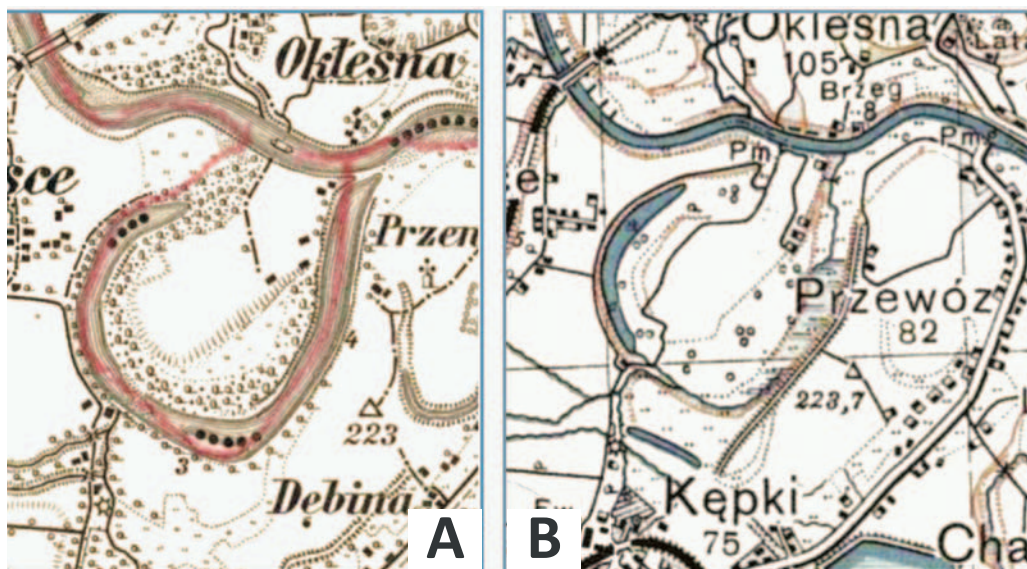 Okleśna
sce
Przen
4
223
3
Dębina
A
Okleśna
105
Brzeg
8
Pm
Pm
e
Przewóz
82
223,7
Kępki
75
Cha
B